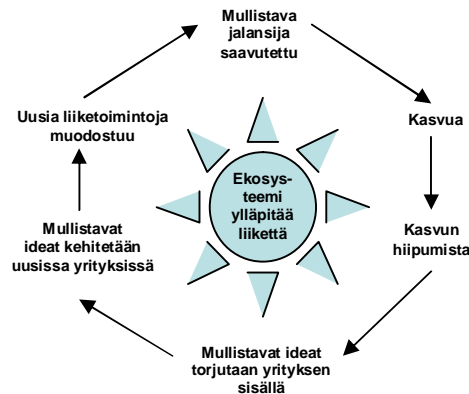 Mullistava
jalansija
saavutettu
Kasvua
Kasvun
hiipumista
Mullistavat ideat
torjutaan yrityksen
sisällä
Mullistavat
ideat kehitetään
uusissa yrityksissä
Uusia liiketoimintoja
muodostuu
Ekosys-
teemi
ylläpitää
liikettä